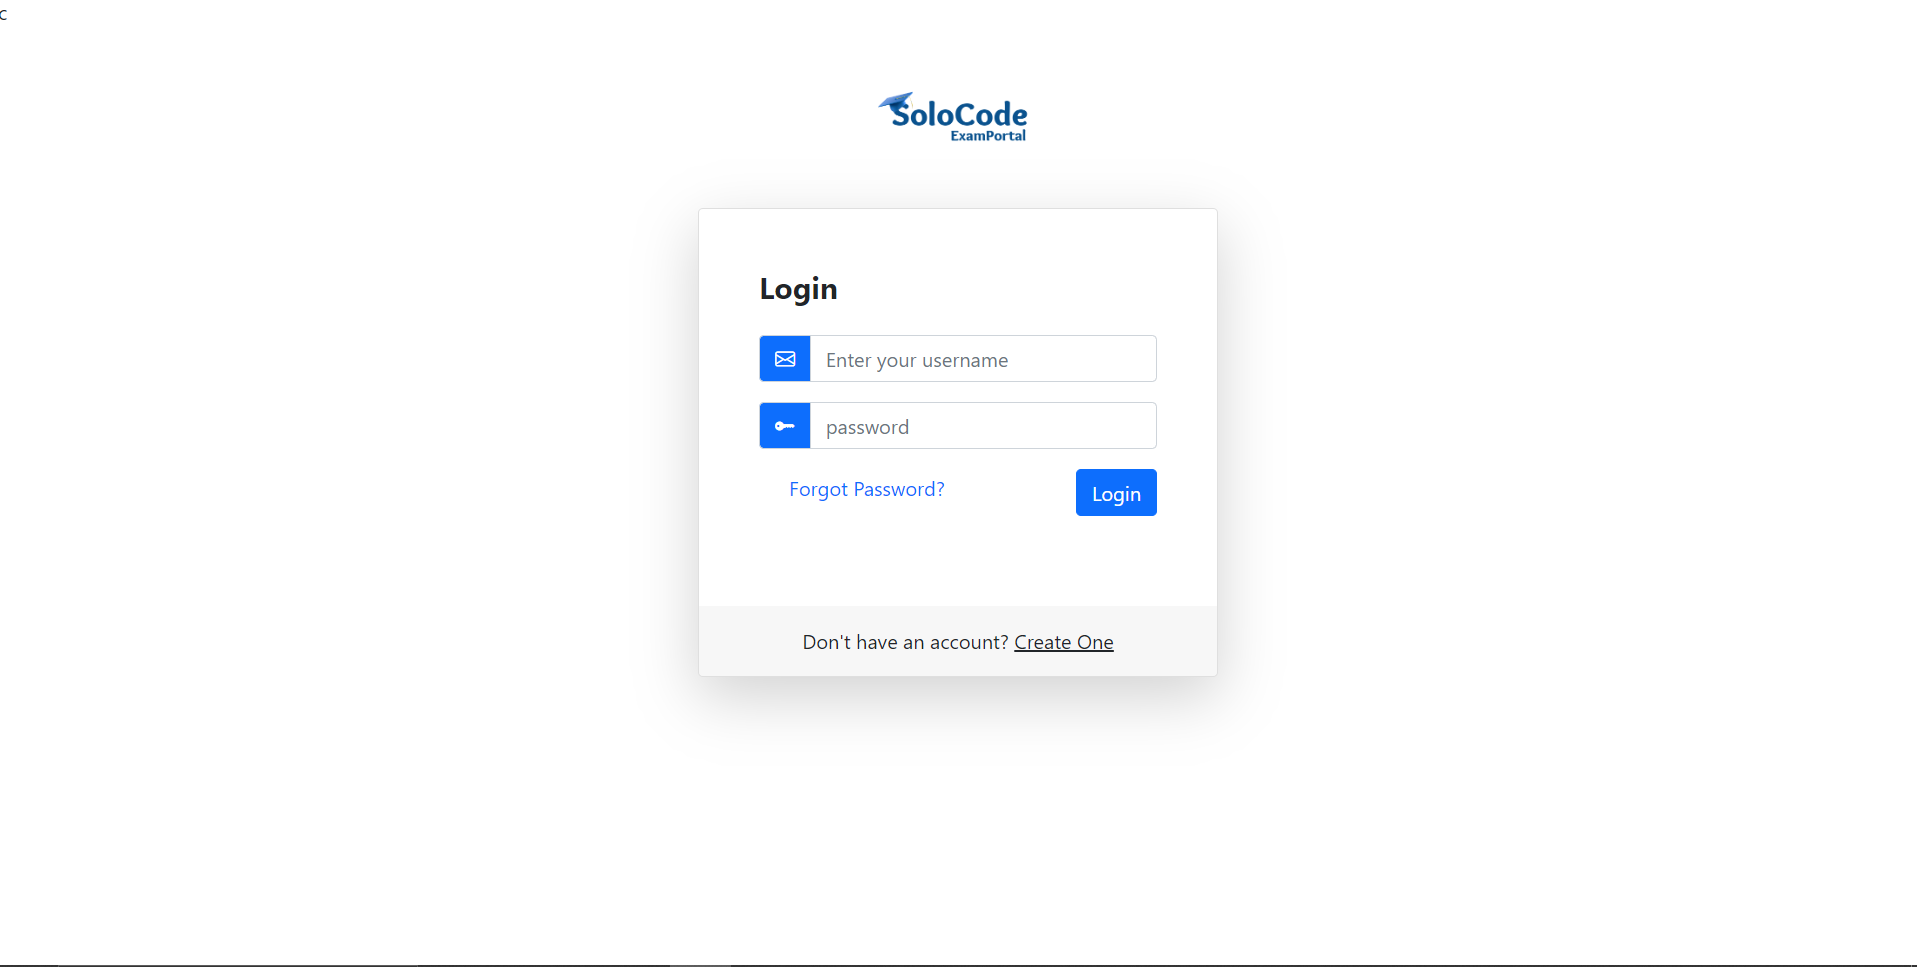 c
SoloCode
ExamPortal
Login
Enter your username
password
Forgot Password?
Login
Don't have an account? Create One